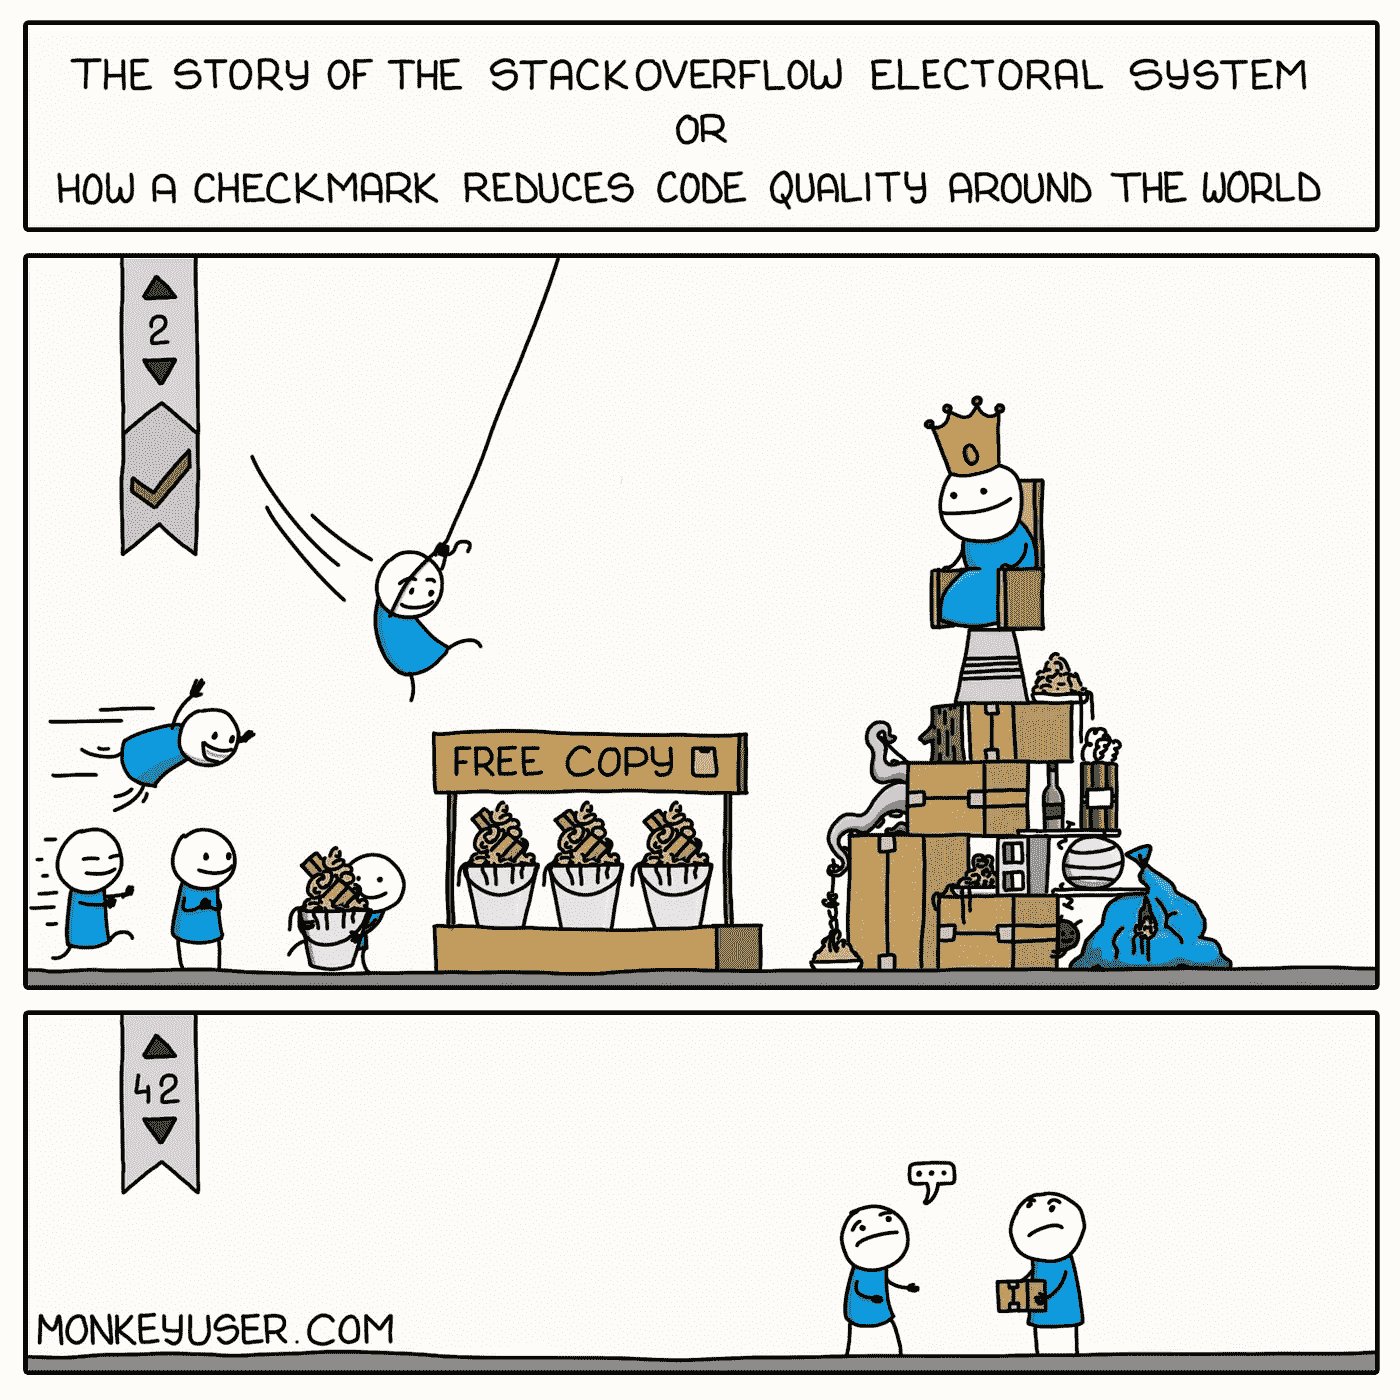 THE STORY OF THE STACKOVERFLOW ELECTORAL SYSTEM
OR
HOW A CHECKMARK REDUCES CODE QUALITY AROUND THE WORLD
2
0
FREE COPY
42
...
MONKEYUSER.COM